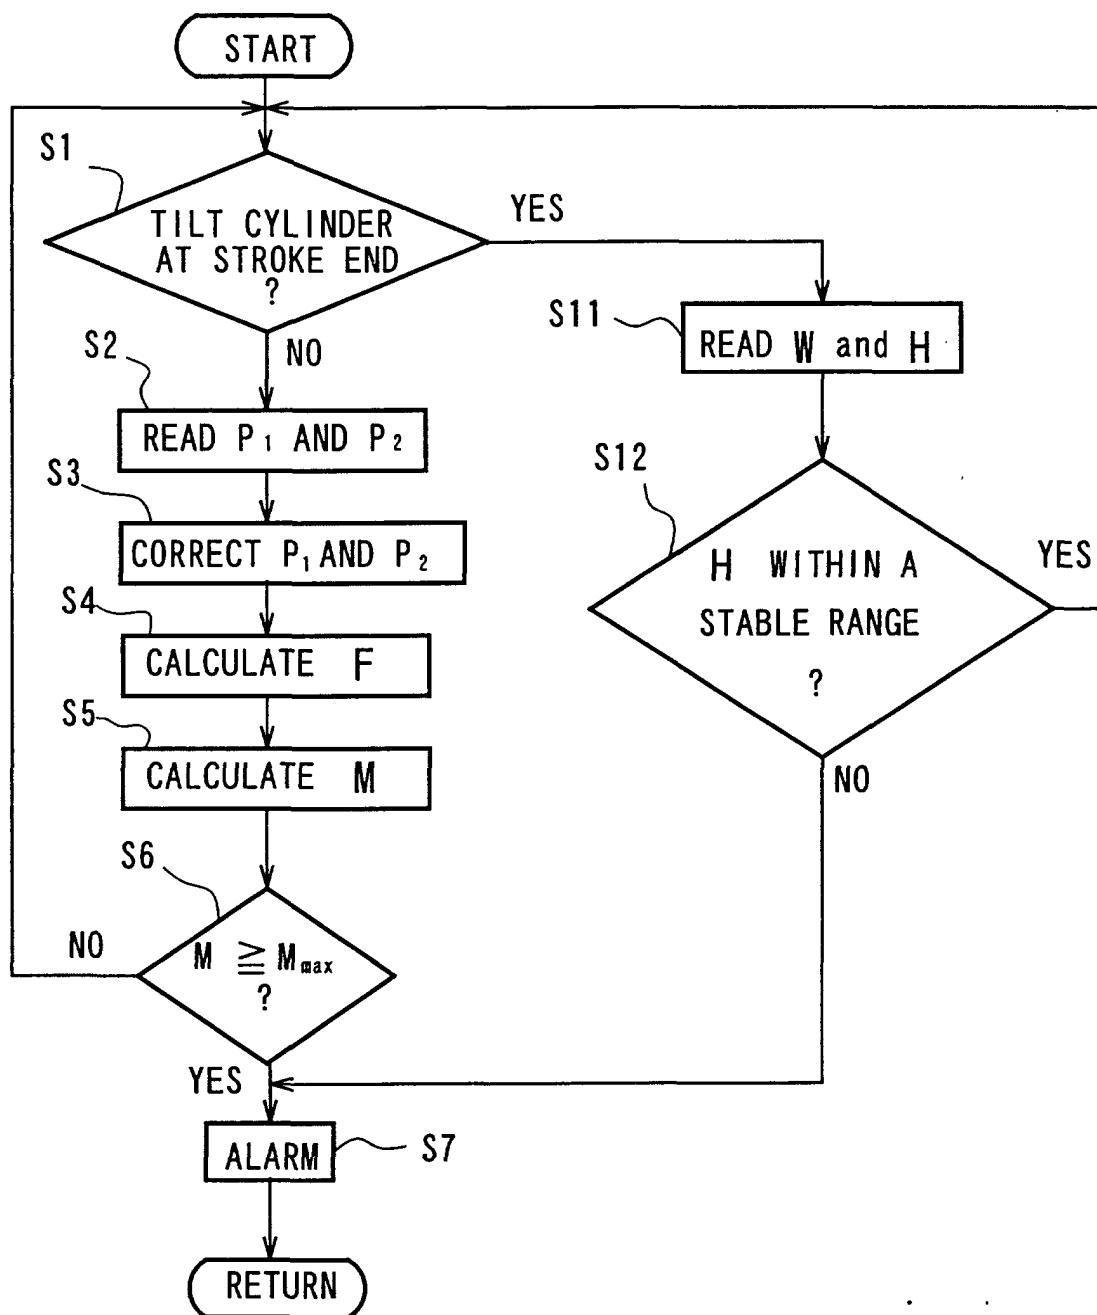 START
S1
TILT CYLINDER
AT STROKE END
?
YES
NO
S11
READ W and H
S2
READ P1 AND P2
S3
CORRECT P1 AND P2
S12
H WITHIN A
STABLE RANGE
?
YES
NO
S4
CALCULATE F
S5
CALCULATE M
S6
M ≧ Mmax
?
NO
YES
ALARM
S7
RETURN